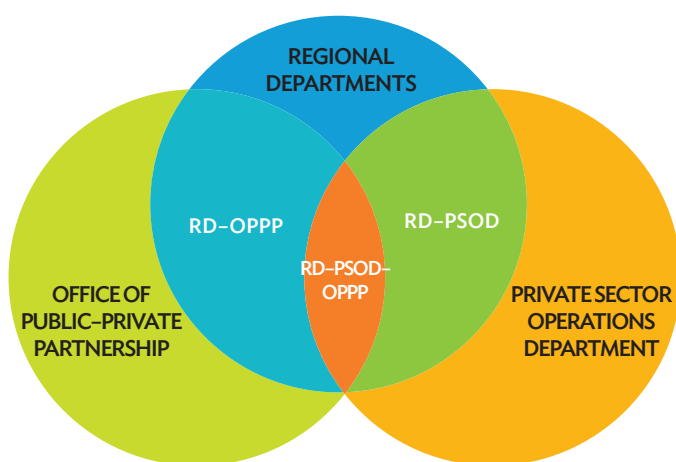 REGIONAL
DEPARTMENTS
RD–OPPP
RD–PSOD
RD–PSOD–
OPPP
OFFICE OF
PUBLIC–PRIVATE
PARTNERSHIP
PRIVATE SECTOR
OPERATIONS
DEPARTMENT